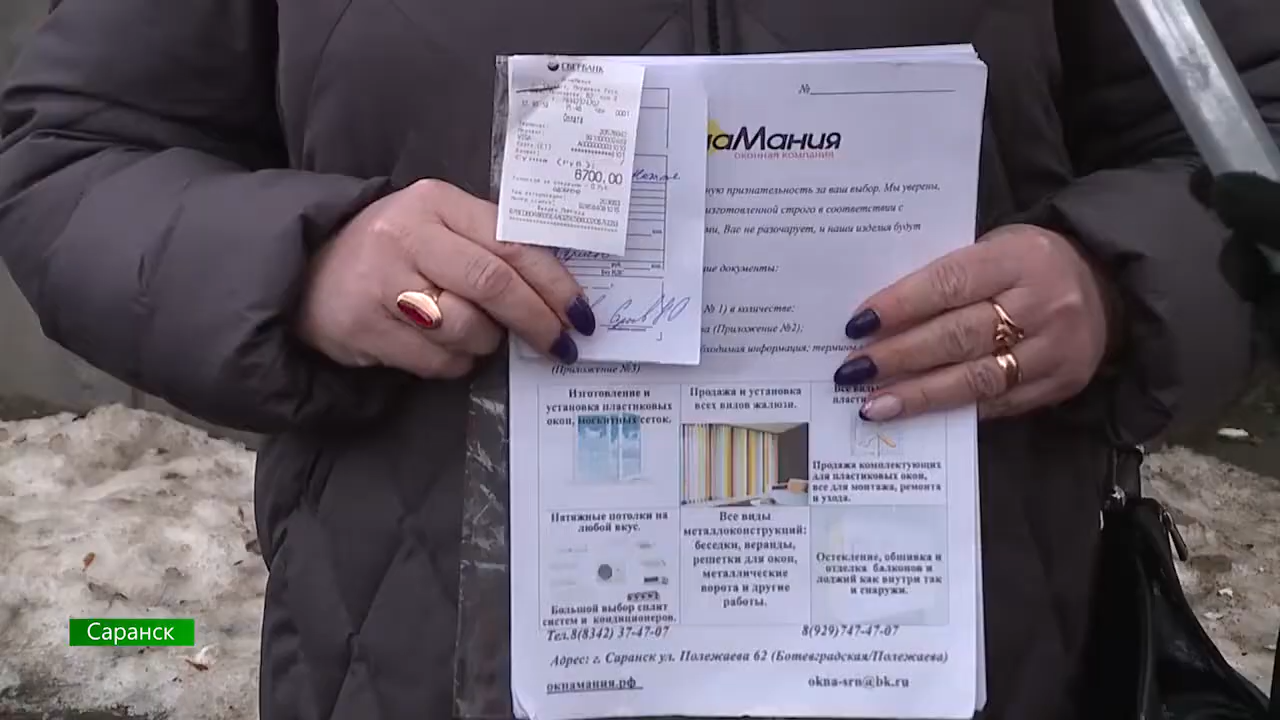 СБЕРБАНК
Оплата
6700,00
№
наМания
оконная компания
ную признательность за ваш выбор. Мы уверены,
изготовленной строго в соответствии с
ми, Вас не разочарует, и наши изделия будут
ие документы:
№ 1) в количестве:
ра (Приложение №2);
обходимая информация; термины
(Приложение №3)
Изготовление и
установка пластиковых
окон, москитных сеток.
Продажа и установка
всех видов жалюзи.
Все виды
пласти
Продажа комплектующих
для пластиковых окон,
все для монтажа, ремонта
и ухода.
Натяжные потолки на
любой вкус.
Большой выбор сплит
систем и кондиционеров.
Все виды
металлоконструкций:
беседки, веранды,
решетки для окон,
металлические
ворота и другие
работы.
Остекление, обшивка и
отделка балконов и
лоджий как внутри так
и снаружи.
Тел.8(8342) 37-47-07
8(929)747-47-07
Адрес: г. Саранск ул. Полежаева 62 (Ботевградская/Полежаева)
окнамания.рф
okna-srn@bk.ru
Саранск